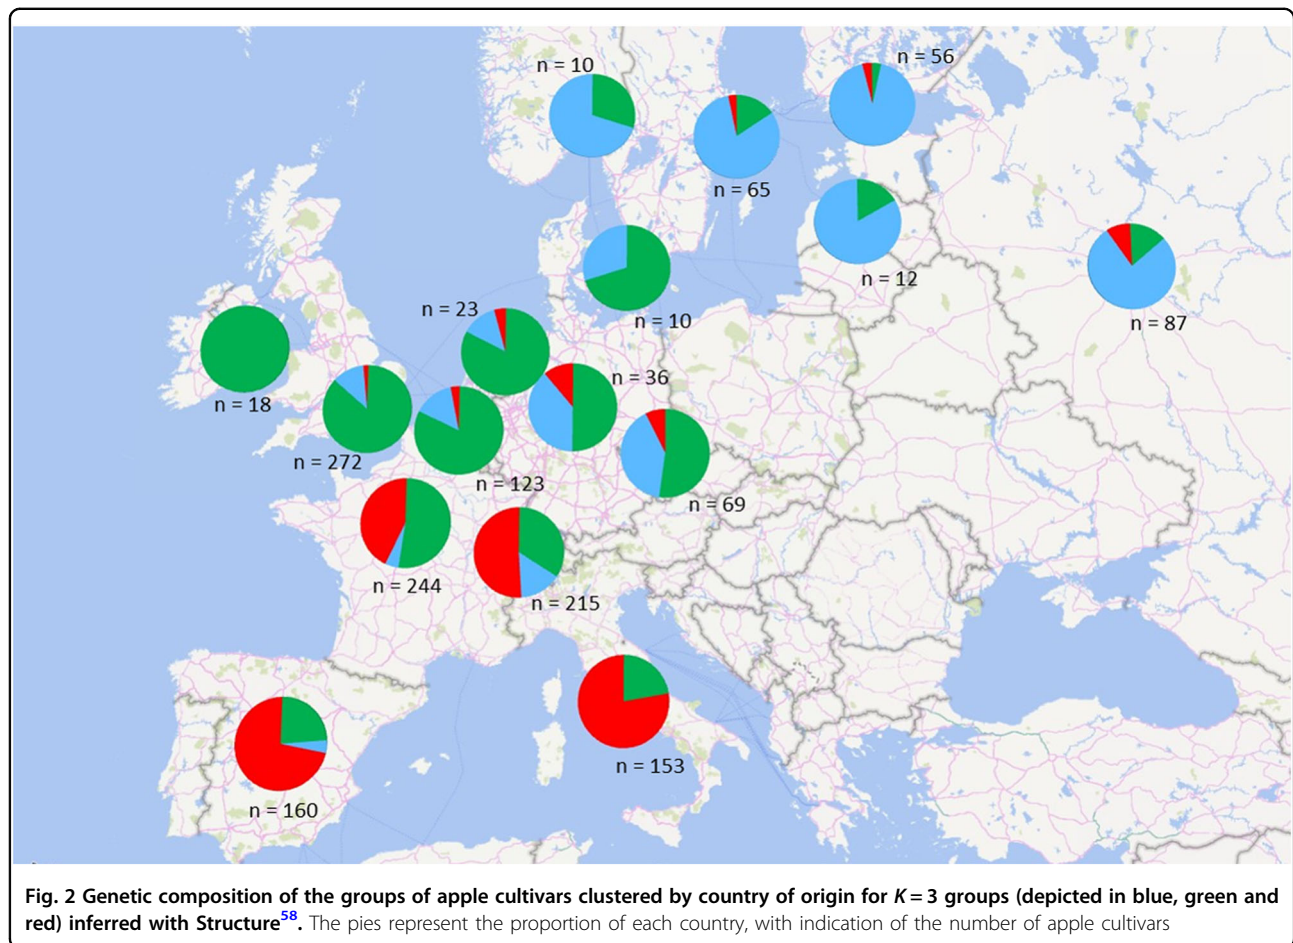 n = 10
n = 56
n = 65
n = 12
n = 87
n = 10
n = 23
n = 36
n = 18
n = 272
n = 123
n = 69
n = 244
n = 215
n = 153
n = 160
Fig. 2 Genetic composition of the groups of apple cultivars clustered by country of origin for K = 3 groups (depicted in blue, green and
red) inferred with Structure58. The pies represent the proportion of each country, with indication of the number of apple cultivars